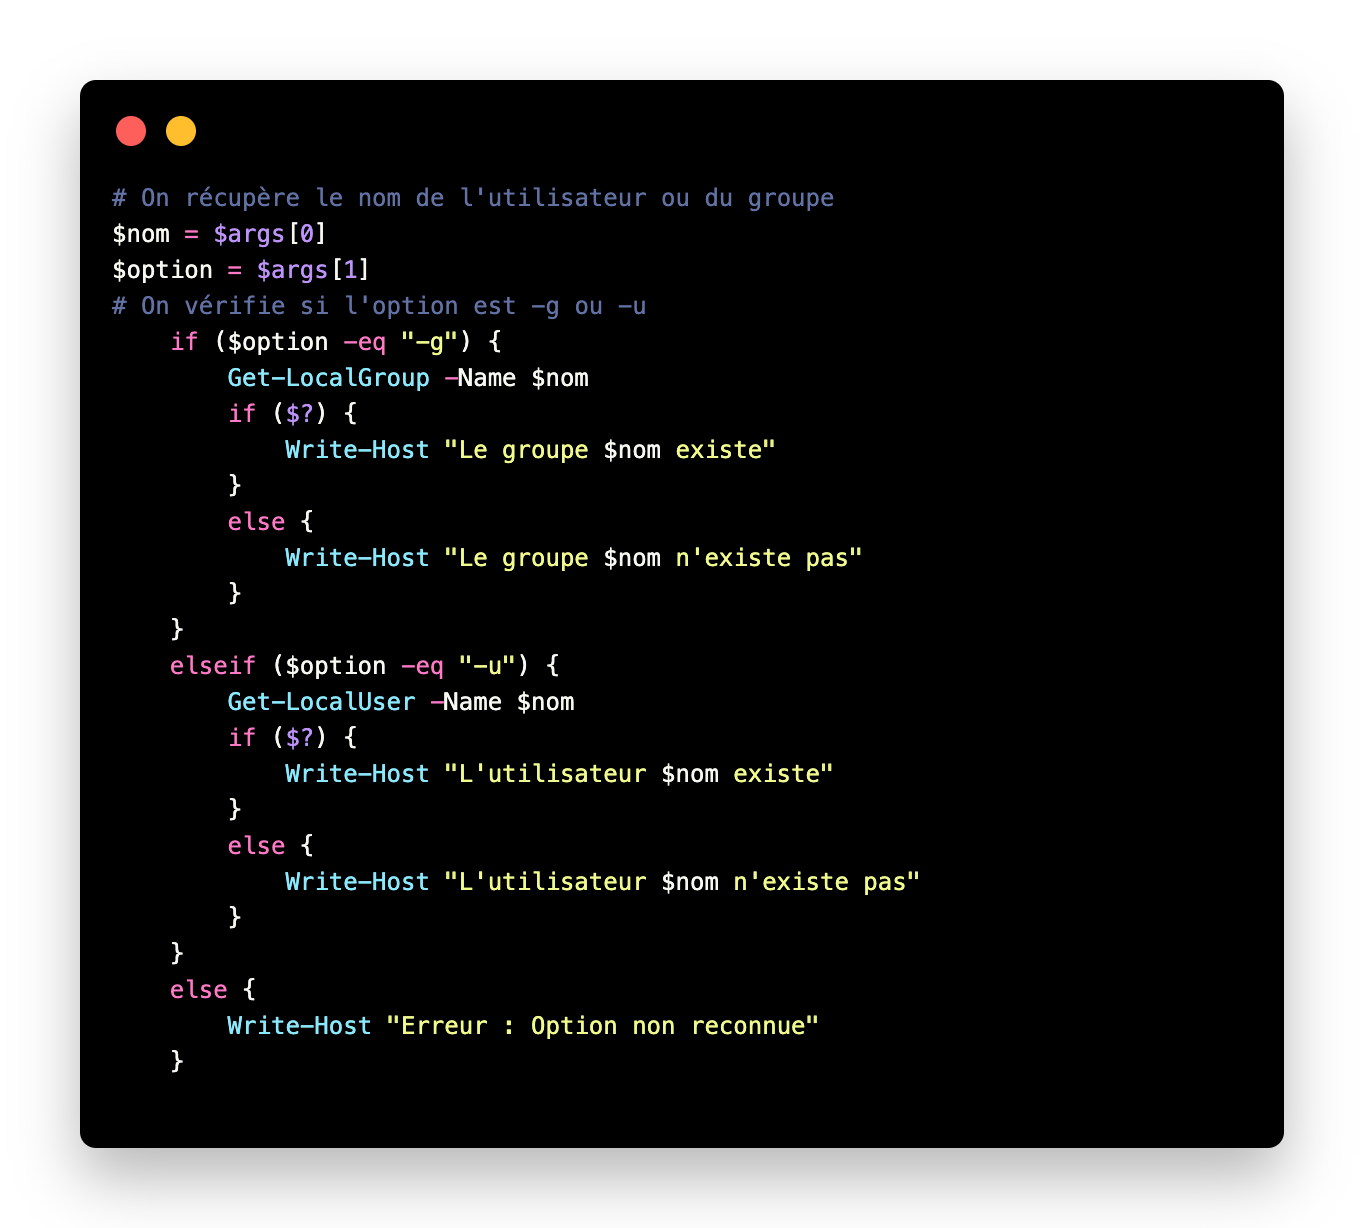 # On récupère le nom de l'utilisateur ou du groupe
$nom = $args[0]
$option = $args[1]
# On vérifie si l'option est -g ou -u
    if ($option -eq "-g") {
        Get-LocalGroup -Name $nom
        if ($?) {
            Write-Host "Le groupe $nom existe"
        }
        else {
            Write-Host "Le groupe $nom n'existe pas"
        }
    }
    elseif ($option -eq "-u") {
        Get-LocalUser -Name $nom
        if ($?) {
            Write-Host "L'utilisateur $nom existe"
        }
        else {
            Write-Host "L'utilisateur $nom n'existe pas"
        }
    }
    else {
        Write-Host "Erreur : Option non reconnue"
    }